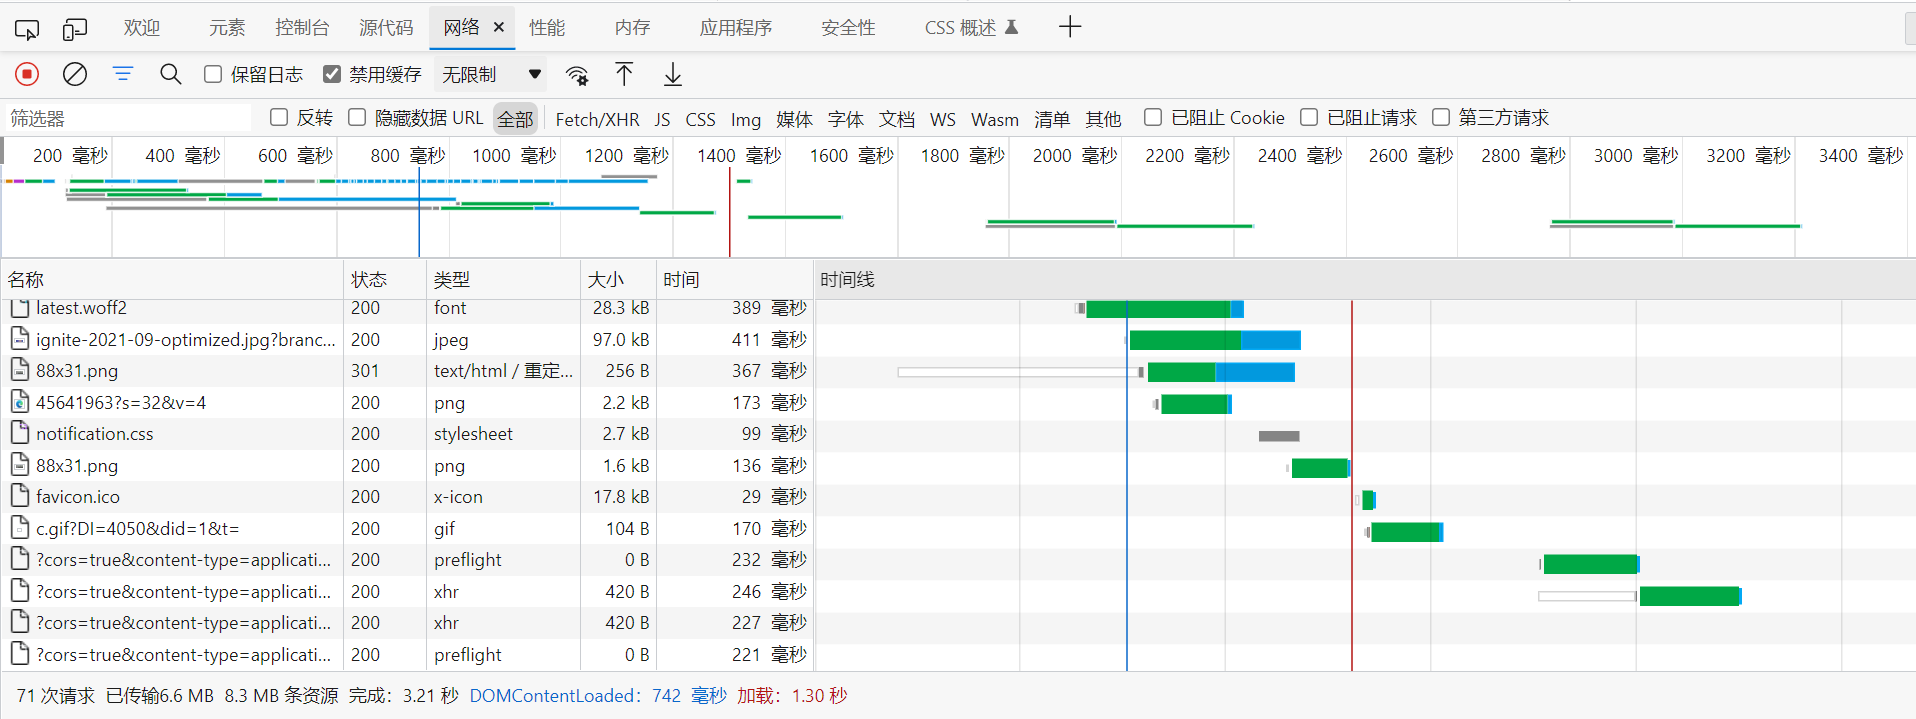 欢迎 元素 控制台 源代码 网络 × 性能 内存 应用程序 安全性 CSS 概述
保留日志 禁用缓存 无限制
筛选器 反转 隐藏数据 URL 全部 Fetch/XHR JS CSS Img 媒体 字体 文档 WS Wasm 清单 其他 已阻止 Cookie 已阻止请求 第三方请求
200 毫秒 400 毫秒 600 毫秒 800 毫秒 1000 毫秒 1200 毫秒 1400 毫秒 1600 毫秒 1800 毫秒 2000 毫秒 2200 毫秒 2400 毫秒 2600 毫秒 2800 毫秒 3000 毫秒 3200 毫秒 3400 毫秒
名称 状态 类型 大小 时间 时间线
latest.woff2 200 font 28.3 kB 389 毫秒
ignite-2021-09-optimized.jpg?branc... 200 jpeg 97.0 kB 411 毫秒
88x31.png 301 text/html / 重定... 256 B 367 毫秒
45641963?s=32&v=4 200 png 2.2 kB 173 毫秒
notification.css 200 stylesheet 2.7 kB 99 毫秒
88x31.png 200 png 1.6 kB 136 毫秒
favicon.ico 200 x-icon 17.8 kB 29 毫秒
c.gif?DI=4050&did=1&t= 200 gif 104 B 170 毫秒
?cors=true&content-type=applicati... 200 preflight 0 B 232 毫秒
?cors=true&content-type=applicati... 200 xhr 420 B 246 毫秒
?cors=true&content-type=applicati... 200 xhr 420 B 227 毫秒
?cors=true&content-type=applicati... 200 preflight 0 B 221 毫秒
71 次请求 已传输6.6 MB 8.3 MB 条资源 完成：3.21 秒 DOMContentLoaded：742 毫秒 加载：1.30 秒